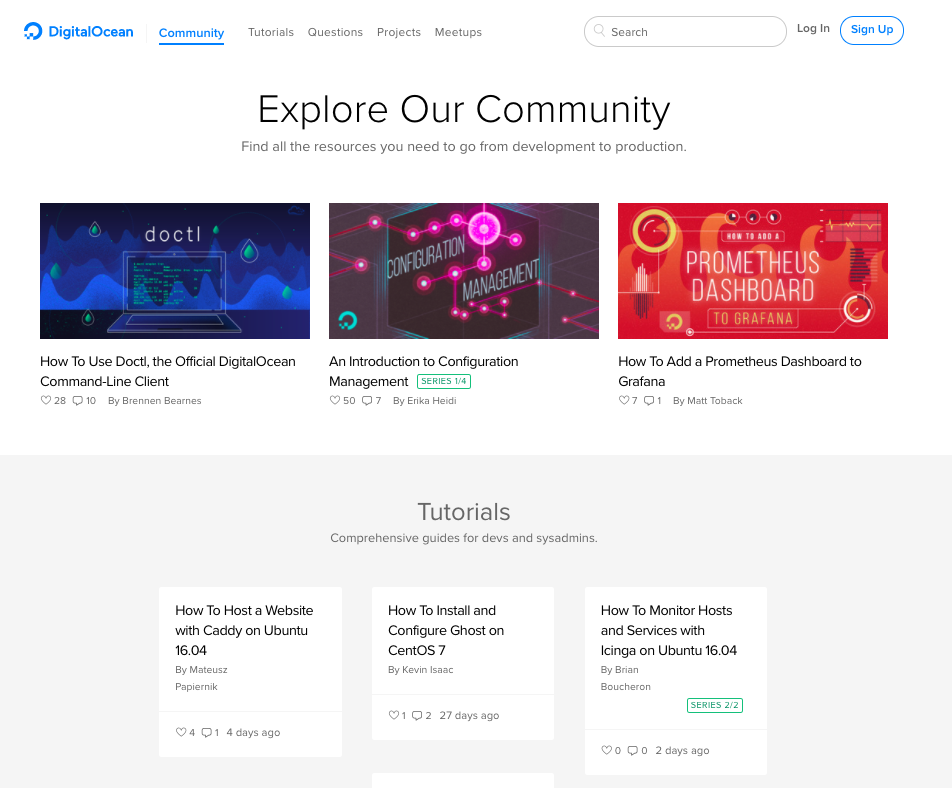 DigitalOcean Community Tutorials Questions Projects Meetups Search Log In Sign Up
Explore Our Community
Find all the resources you need to go from development to production.
doctl
CONFIGURATION
MANAGEMENT
HOW TO ADD A
PROMETHEUS
DASHBOARD
TO GRAFANA
How To Use Doctl, the Official DigitalOcean
Command-Line Client
28 10 By Brennen Bearnes
An Introduction to Configuration
Management SERIES 1/4
50 7 By Erika Heidi
How To Add a Prometheus Dashboard to
Grafana
7 1 By Matt Toback
Tutorials
Comprehensive guides for devs and sysadmins.
How To Host a Website
with Caddy on Ubuntu
16.04
By Mateusz
Papiernik
4 1 4 days ago
How To Install and
Configure Ghost on
CentOS 7
By Kevin Isaac
1 2 27 days ago
How To Monitor Hosts
and Services with
Icinga on Ubuntu 16.04
By Brian
Boucheron
SERIES 2/2
0 0 2 days ago